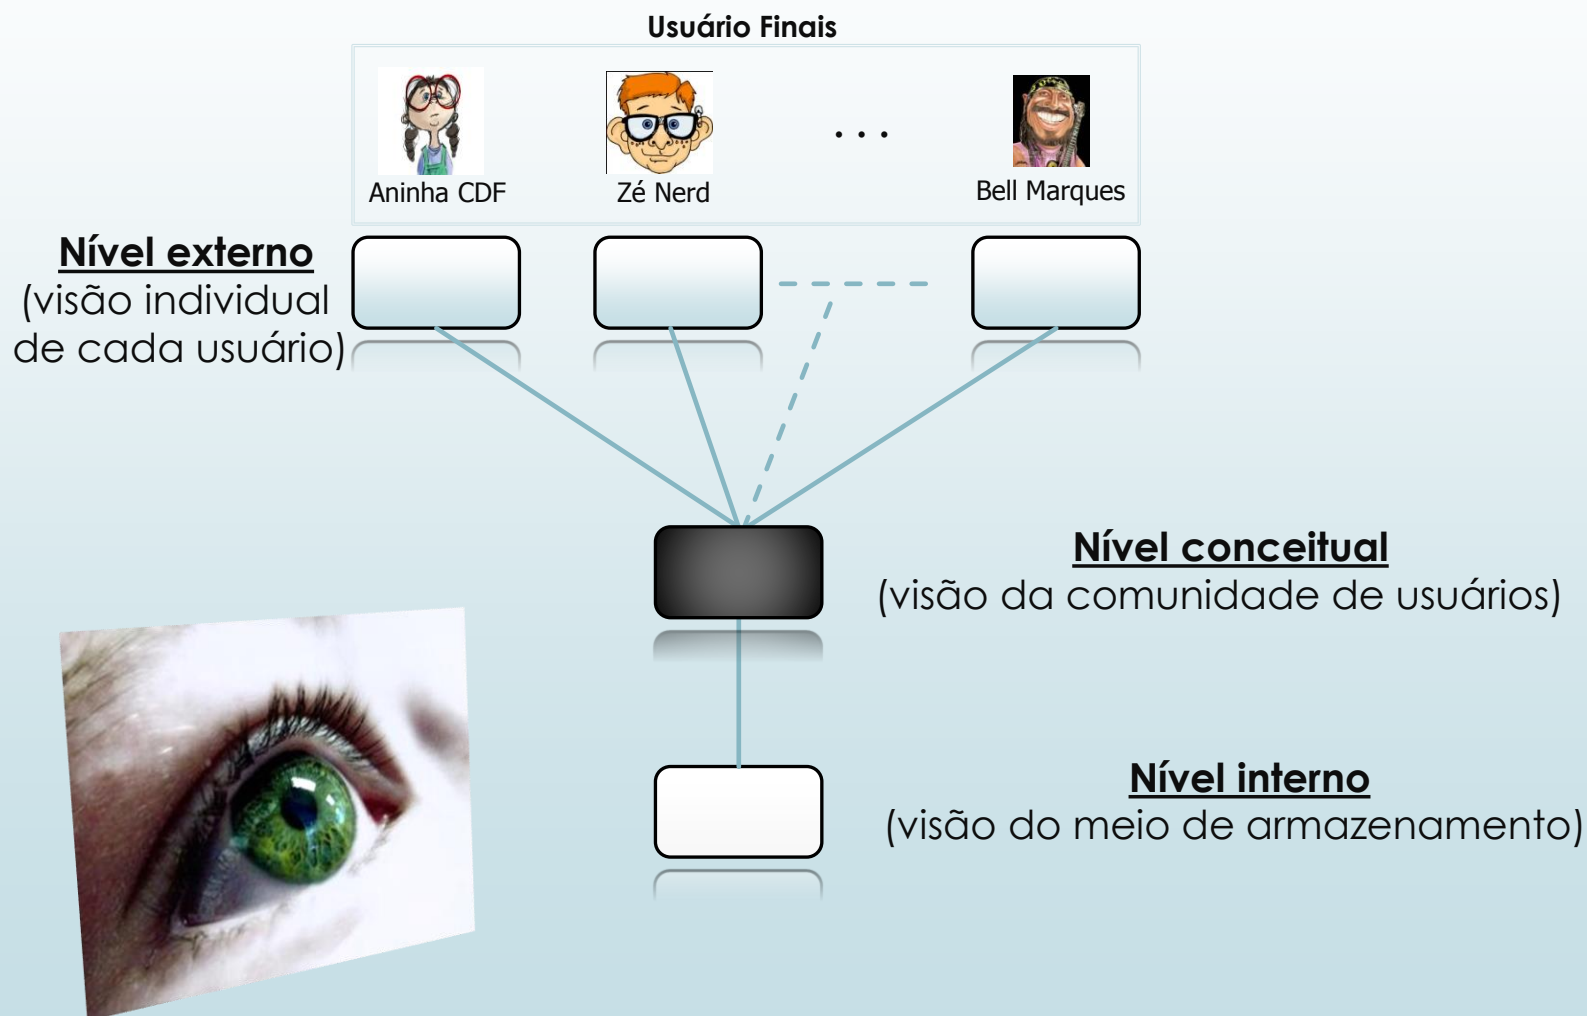 Usuário Finais
. . .
Aninha CDF
Zé Nerd
Bell Marques
Nível externo
(visão individual
de cada usuário)
Nível conceitual
(visão da comunidade de usuários)
Nível interno
(visão do meio de armazenamento)